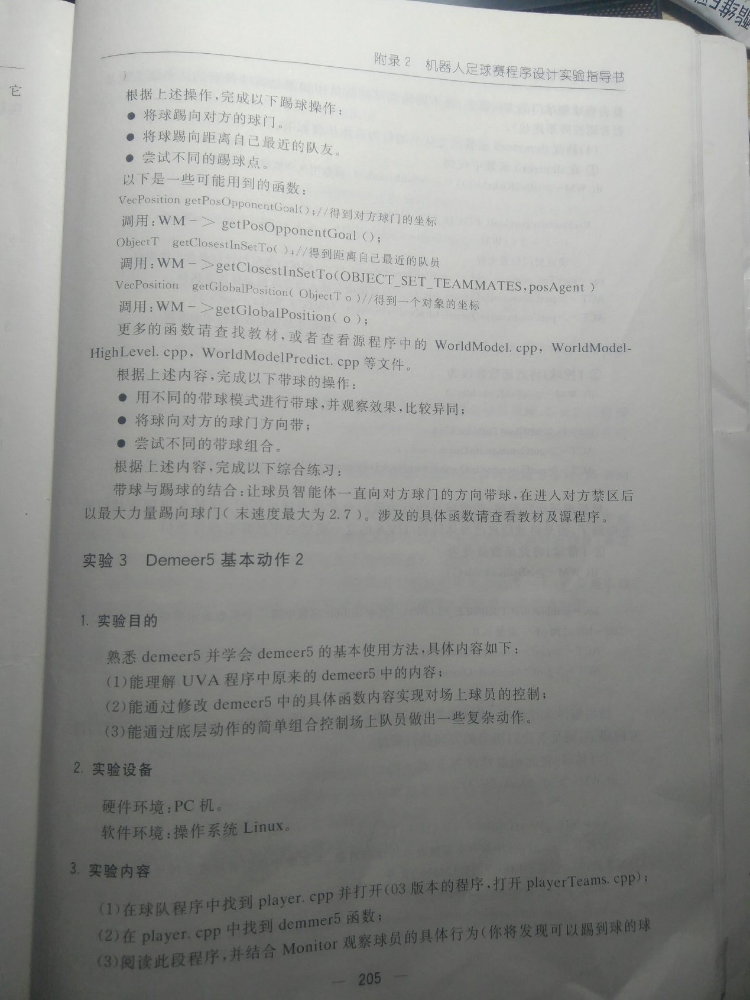 它
附录2 机器人足球赛程序设计实验指导书
}
根据上述操作,完成以下踢球操作:
● 将球踢向对方的球门。
● 将球踢向距离自己最近的队友。
● 尝试不同的踢球点。
以下是一些可能用到的函数:
VecPosition getPosOpponentGoal();//得到对方球门的坐标
调用:WM－＞ getPosOpponentGoal ();
ObjectT getClosestInSetTo( );//得到距离自己最近的队员
调用:WM－＞getClosestInSetTo(OBJECT_SET_TEAMMATES,posAgent )
VecPosition getGlobalPosition( ObjectT o )//得到一个对象的坐标
调用:WM－＞getGlobalPosition( o );
更多的函数请查找教材,或者查看源程序中的 WorldModel. cpp, WorldModel-
HighLevel. cpp, WorldModelPredict. cpp 等文件。
根据上述内容,完成以下带球的操作:
● 用不同的带球模式进行带球,并观察效果,比较异同;
● 将球向对方的球门方向带;
● 尝试不同的带球组合。
根据上述内容,完成以下综合练习:
带球与踢球的结合:让球员智能体一直向对方球门的方向带球,在进入对方禁区后
以最大力量踢向球门( 末速度最大为 2.7 )。涉及的具体函数请查看教材及源程序。
实验 3 Demeer5 基本动作 2
1. 实验目的
熟悉 demeer5 并学会 demeer5 的基本使用方法,具体内容如下:
(1)能理解 UVA 程序中原来的 demeer5 中的内容;
(2)能通过修改 demeer5 中的具体函数内容实现对场上球员的控制;
(3)能通过底层动作的简单组合控制场上队员做出一些复杂动作。
2. 实验设备
硬件环境:PC 机。
软件环境:操作系统 Linux。
3. 实验内容
(1)在球队程序中找到 player. cpp 并打开(03 版本的程序,打开 playerTeams. cpp);
(2)在 player. cpp 中找到 demmer5 函数;
(3)阅读此段程序,并结合 Monitor 观察球员的具体行为(你将发现可以踢到球的球
— 205 —